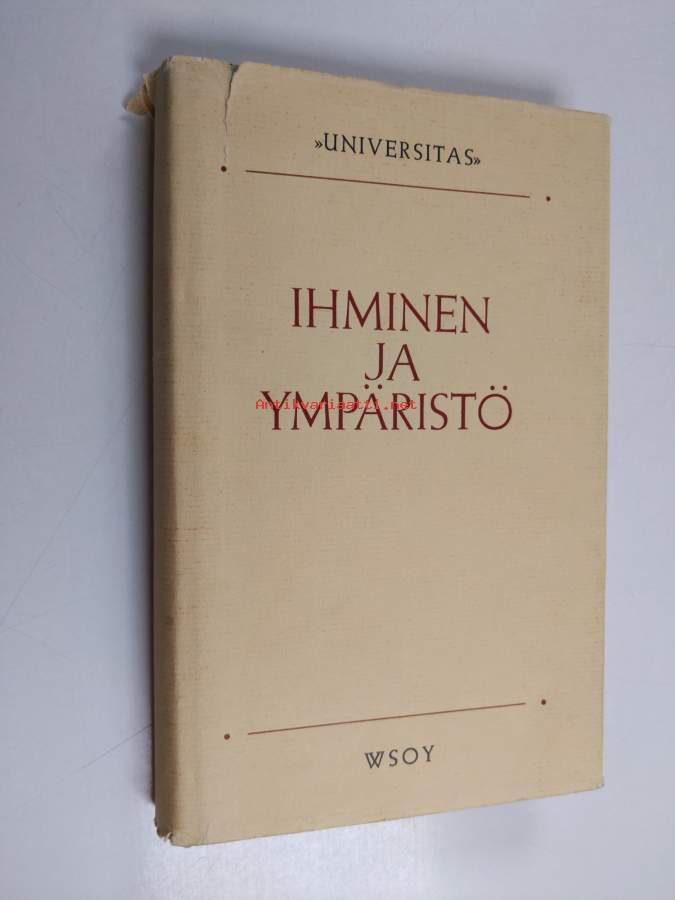 »UNIVERSITAS»
IHMINEN
JA
Antikvariaatti.net
YMPÄRISTÖ
WSOY